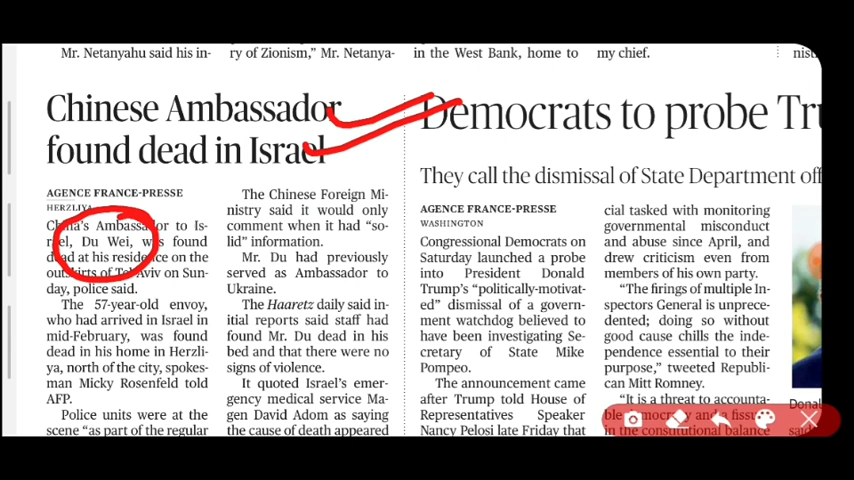 Mr. Netanyahu said his in-
ry of Zionism," Mr. Netanya-
in the West Bank, home to
my chief.
Chinese Ambassador
found dead in Israel
AGENCE FRANCE-PRESSE
HERZLIYA
China's Ambassador to Is-
rael, Du Wei, was found
dead at his residence on the
outskirts of Tel Aviv on Sun-
day, police said.
The 57-year-old envoy,
who had arrived in Israel in
mid-February, was found
dead in his home in Herzli-
ya, north of the city, spokes-
man Micky Rosenfeld told
AFP.
Police units were at the
scene "as part of the regular
The Chinese Foreign Mi-
nistry said it would only
comment when it had "so-
lid" information.
Mr. Du had previously
served as Ambassador to
Ukraine.
The Haaretz daily said in-
itial reports said staff had
found Mr. Du dead in his
bed and that there were no
signs of violence.
It quoted Israel's emer-
gency medical service Ma-
gen David Adom as saying
the cause of death appeared
Democrats to probe Tru
They call the dismissal of State Department off
AGENCE FRANCE-PRESSE
WASHINGTON
Congressional Democrats on
Saturday launched a probe
into President Donald
Trump's "politically-motivat-
ed" dismissal of a govern-
ment watchdog believed to
have been investigating Se-
cretary of State Mike
Pompeo.
The announcement came
after Trump told House of
Representatives Speaker
Nancy Pelosi late Friday that
cial tasked with monitoring
governmental misconduct
and abuse since April, and
drew criticism even from
members of his own party.
"The firings of multiple In-
spectors General is unprece-
dented; doing so without
good cause chills the inde-
pendence essential to their
purpose," tweeted Republi-
can Mitt Romney.
"It is a threat to accounta-
ble democracy and a fissure
in the constitutional balance
Donal